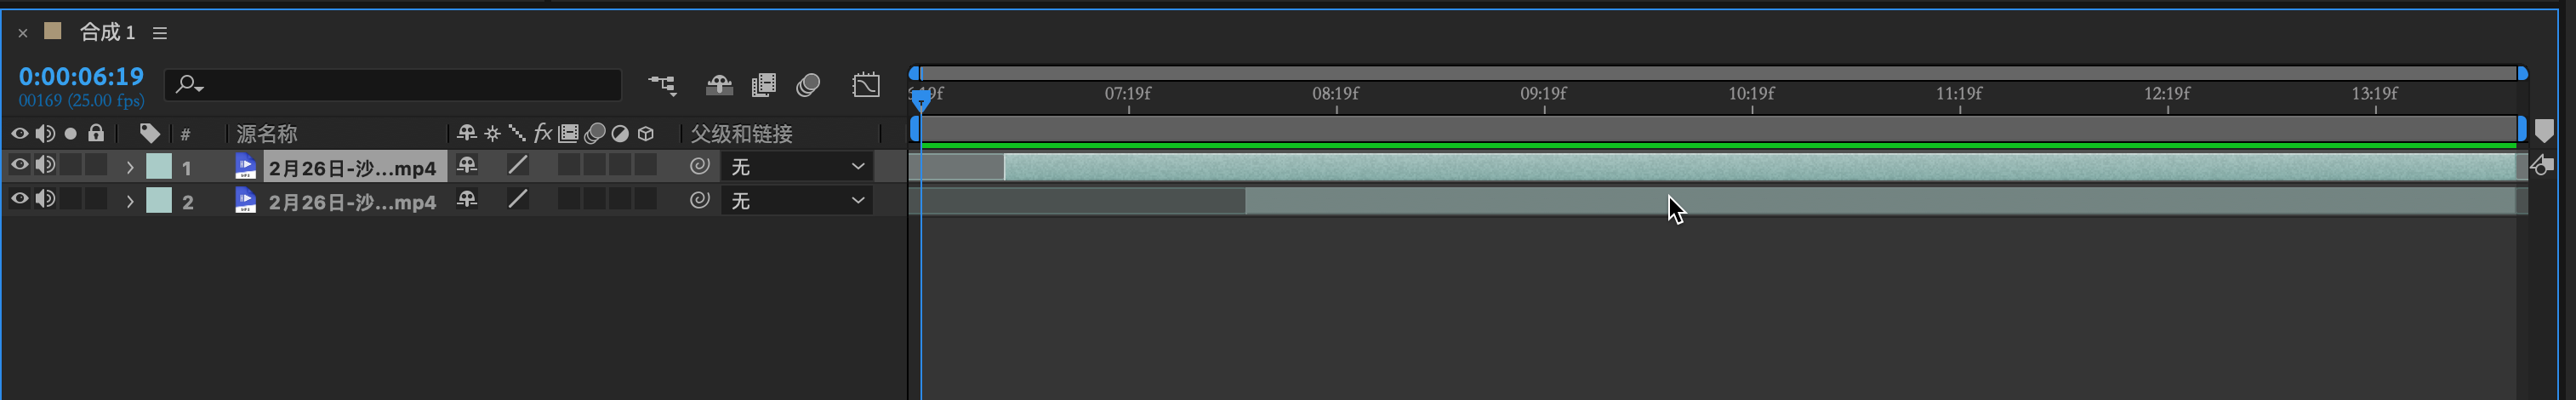 合成 1
0:00:06:19
00169 (25.00 fps)
07:19f 08:19f 09:19f 10:19f 11:19f 12:19f 13:19f
# 源名称 fx 父级和链接
1 2月26日-沙...mp4 无
2 2月26日-沙...mp4 无